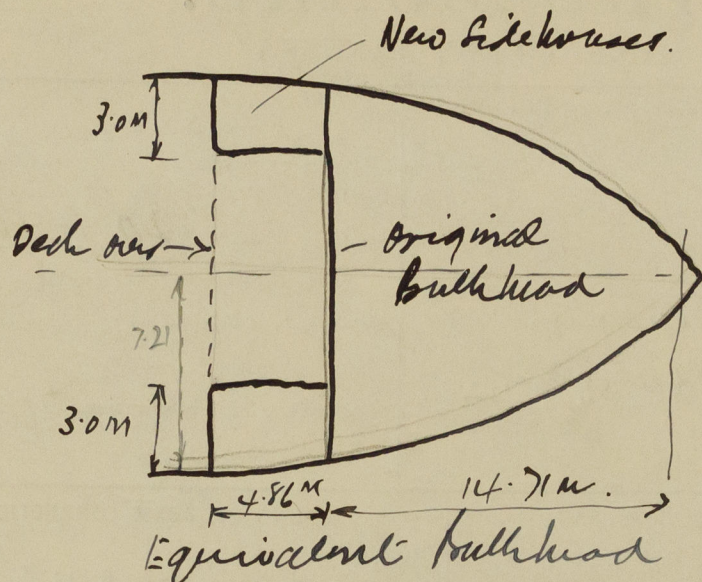 New Sidehouses.
3.0M
Deck over
original
Bulkhead
7.21
3.0M
4.86M
14.71M.
Equivalent Bulkhead